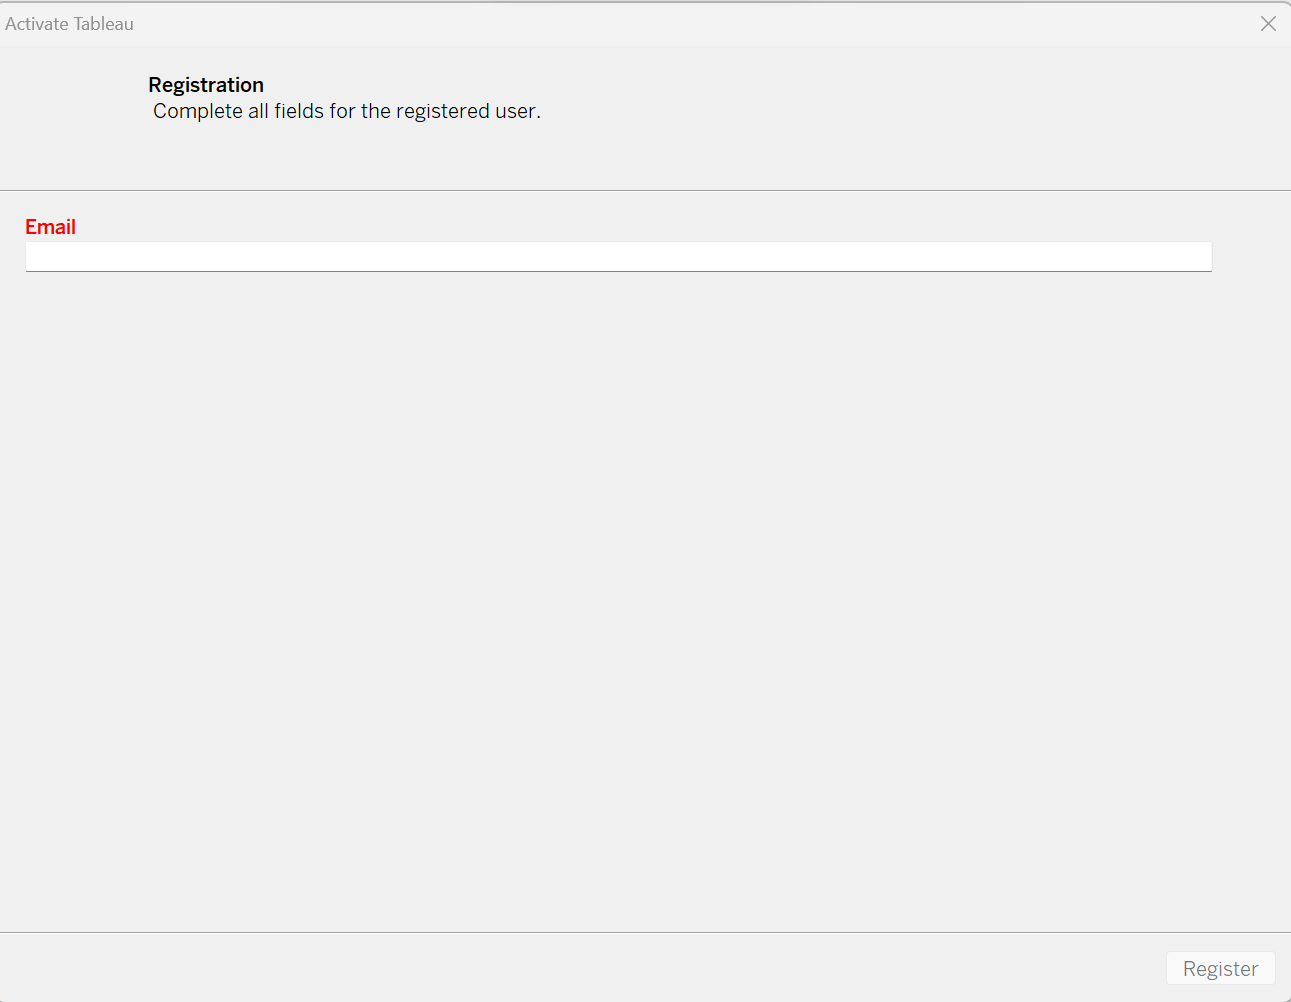 Activate Tableau
Registration
Complete all fields for the registered user.
Email
Register